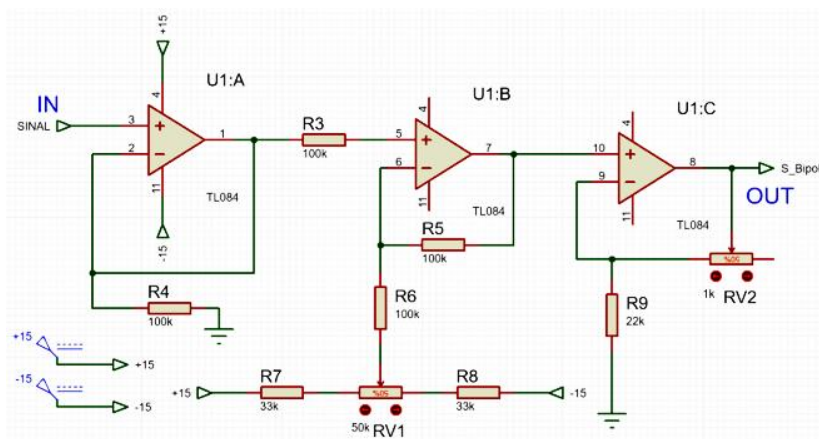 +15
U1:A
IN
SINAL
4
3
1
2
11
TL084
-15
R4
100k
R3
100k
U1:B
4
5
7
6
11
TL084
R5
100k
R6
100k
U1:C
4
10
8
9
11
TL084
S_Bipol
OUT
50%
1k
RV2
R9
22k
+15
+15
-15
-15
+15
R7
33k
50%
50k
RV1
R8
33k
-15